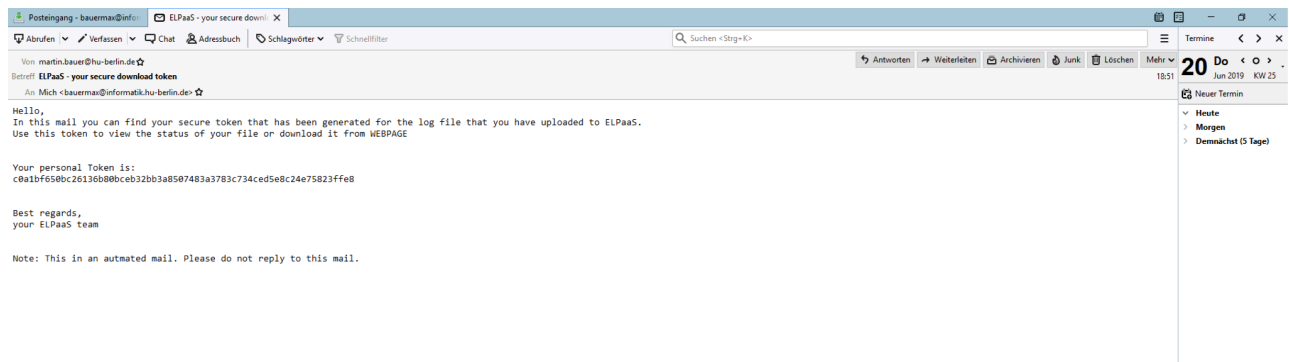 Posteingang - bauermax@infor
ELPaaS - your secure downl
Abrufen Verfassen Chat Adressbuch Schlagwörter Schnellfilter
Suchen <Strg+K>
Termine
Von martin.bauer@hu-berlin.de
Antworten Weiterleiten Archivieren Junk Löschen Mehr
Betreff ELPaaS - your secure download token
18:51
An Mich <bauermax@informatik.hu-berlin.de>
20 Do
Jun 2019 KW 25
Neuer Termin
Heute
Morgen
Demnächst (5 Tage)
Hello,
In this mail you can find your secure token that has been generated for the log file that you have uploaded to ELPaaS.
Use this token to view the status of your file or download it from WEBPAGE
Your personal Token is:
c0a1bf650bc26136b80bceb32bb3a8507483a3783c734ced5e8c24e75823ffe8
Best regards,
your ELPaaS team
Note: This in an autmated mail. Please do not reply to this mail.